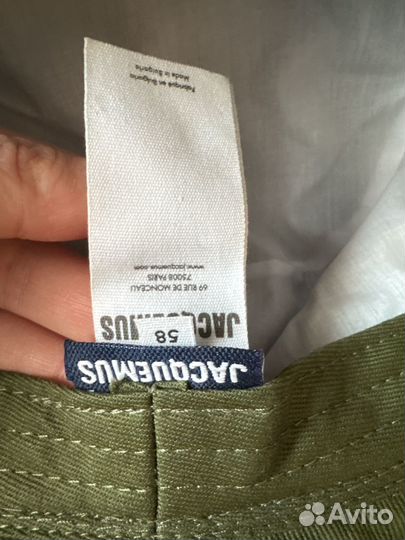 JACQUEMUS
58
JACQUEMUS
69 RUE DE MONCEAU
75008 PARIS
www.jacquemus.com
Fabriqué en Bulgarie
Made in Bulgaria
Avito